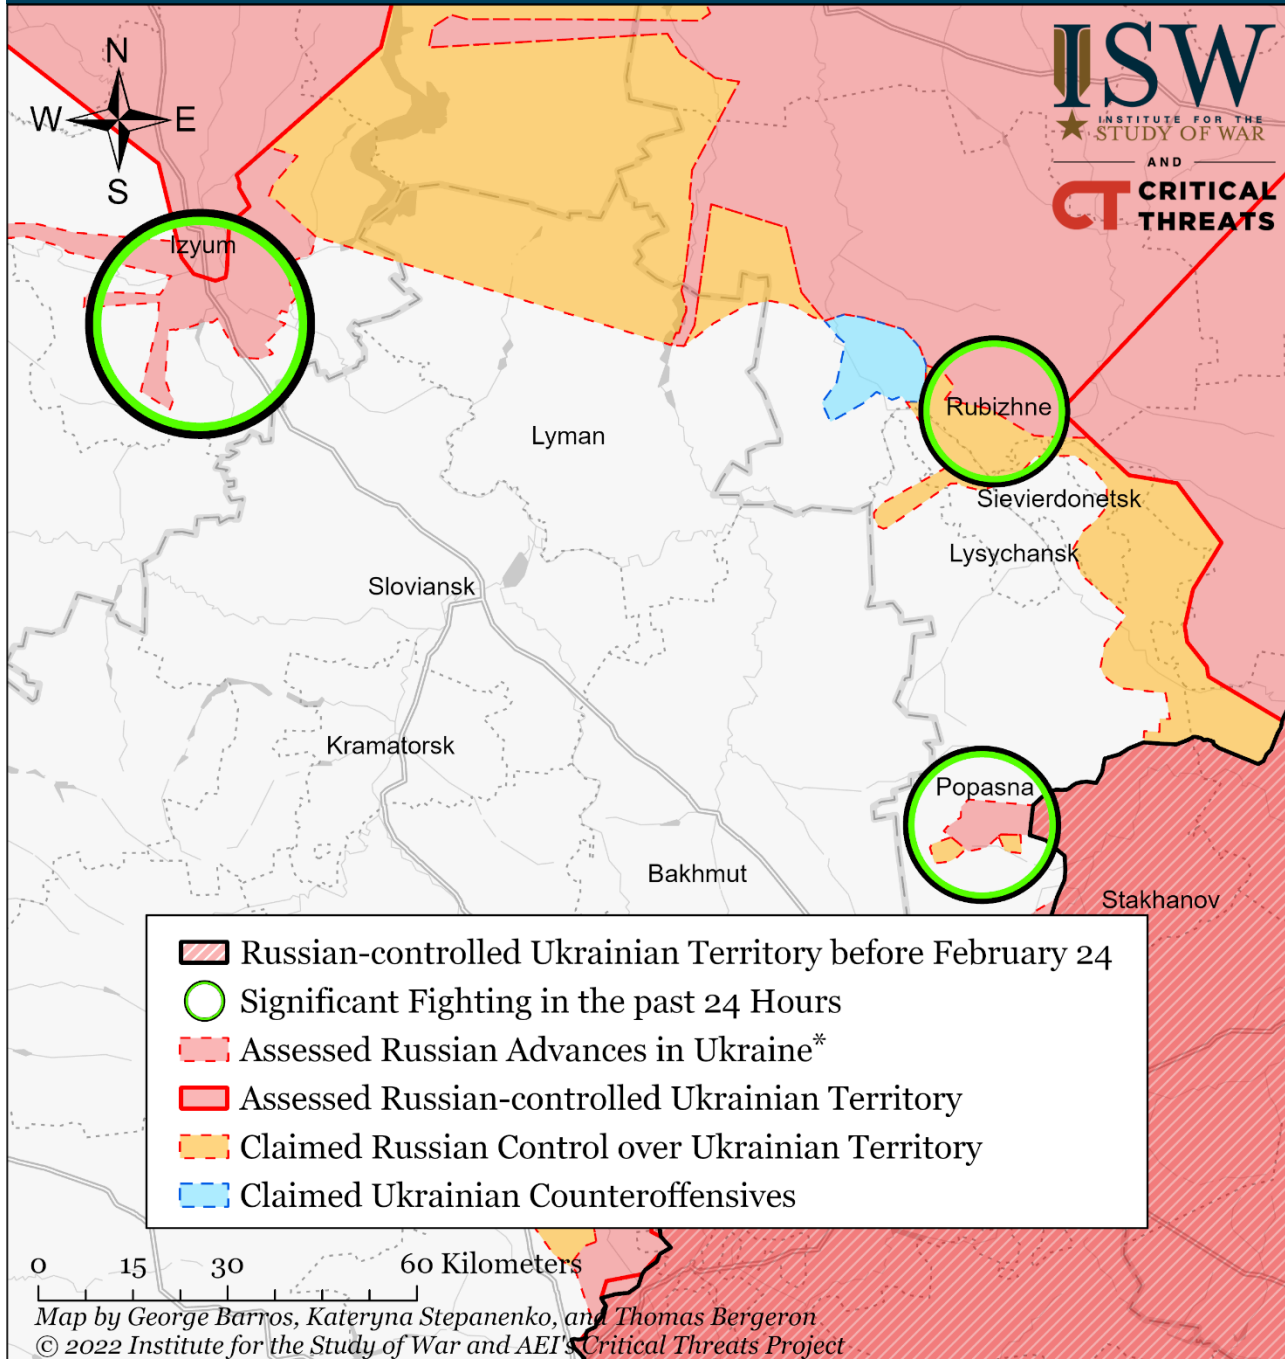 N
W E
S
ISW
INSTITUTE FOR THE
STUDY OF WAR
AND
CT CRITICAL
THREATS
Izyum
Rubizhne
Lyman
Sievierdonetsk
Lysychansk
Sloviansk
Kramatorsk
Popasna
Bakhmut
Stakhanov
Russian-controlled Ukrainian Territory before February 24
Significant Fighting in the past 24 Hours
Assessed Russian Advances in Ukraine*
Assessed Russian-controlled Ukrainian Territory
Claimed Russian Control over Ukrainian Territory
Claimed Ukrainian Counteroffensives
0 15 30 60 Kilometers
Map by George Barros, Kateryna Stepanenko, and Thomas Bergeron
© 2022 Institute for the Study of War and AEI's Critical Threats Project